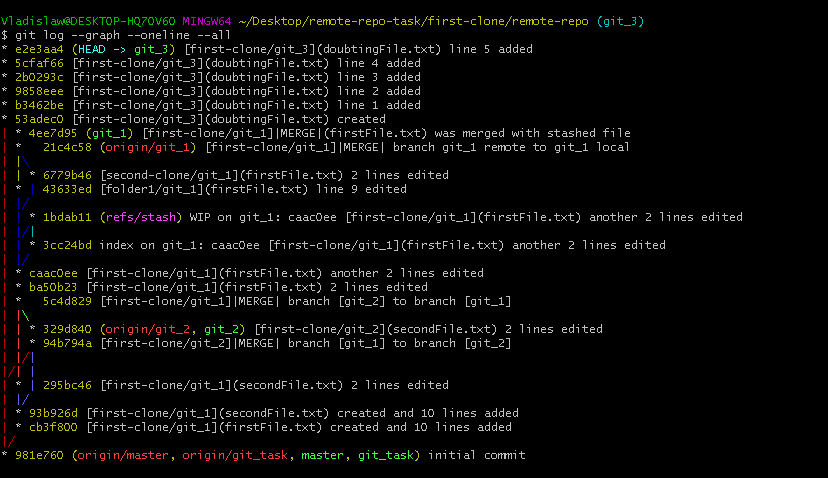 Vladislaw@DESKTOP-HQ7OV60 MINGW64 ~/Desktop/remote-repo-task/first-clone/remote-repo (git_3)
$ git log --graph --oneline --all
* e2e3aa4 (HEAD -> git_3) [first-clone/git_3](doubtingFile.txt) line 5 added
* 5cfaf66 [first-clone/git_3](doubtingFile.txt) line 4 added
* 2b0293c [first-clone/git_3](doubtingFile.txt) line 3 added
* 9858eee [first-clone/git_3](doubtingFile.txt) line 2 added
* b3462be [first-clone/git_3](doubtingFile.txt) line 1 added
* 53adec0 [first-clone/git_3](doubtingFile.txt) created
| * 4ee7d95 (git_1) [first-clone/git_1]|MERGE|(firstFile.txt) was merged with stashed file
| *   21c4c58 (origin/git_1) [first-clone/git_1]|MERGE| branch git_1 remote to git_1 local
| |\
| | * 6779b46 [second-clone/git_1](firstFile.txt) 2 lines edited
| * | 43633ed [folder1/git_1](firstFile.txt) line 9 edited
| |/
| | * 1bdab11 (refs/stash) WIP on git_1: caac0ee [first-clone/git_1](firstFile.txt) another 2 lines edited
| |/|
| | * 3cc24bd index on git_1: caac0ee [first-clone/git_1](firstFile.txt) another 2 lines edited
| |/
| * caac0ee [first-clone/git_1](firstFile.txt) another 2 lines edited
| * ba50b23 [first-clone/git_1](firstFile.txt) 2 lines edited
| *   5c4d829 [first-clone/git_1]|MERGE| branch [git_2] to branch [git_1]
| |\
| | * 329d840 (origin/git_2, git_2) [first-clone/git_2](secondFile.txt) 2 lines edited
| | * 94b794a [first-clone/git_2]|MERGE| branch [git_1] to branch [git_2]
| |/|
|/| |
| * | 295bc46 [first-clone/git_1](secondFile.txt) 2 lines edited
| |/
| * 93b926d [first-clone/git_1](secondFile.txt) created and 10 lines added
| * cb3f800 [first-clone/git_1](firstFile.txt) created and 10 lines added
|/
* 981e760 (origin/master, origin/git_task, master, git_task) initial commit